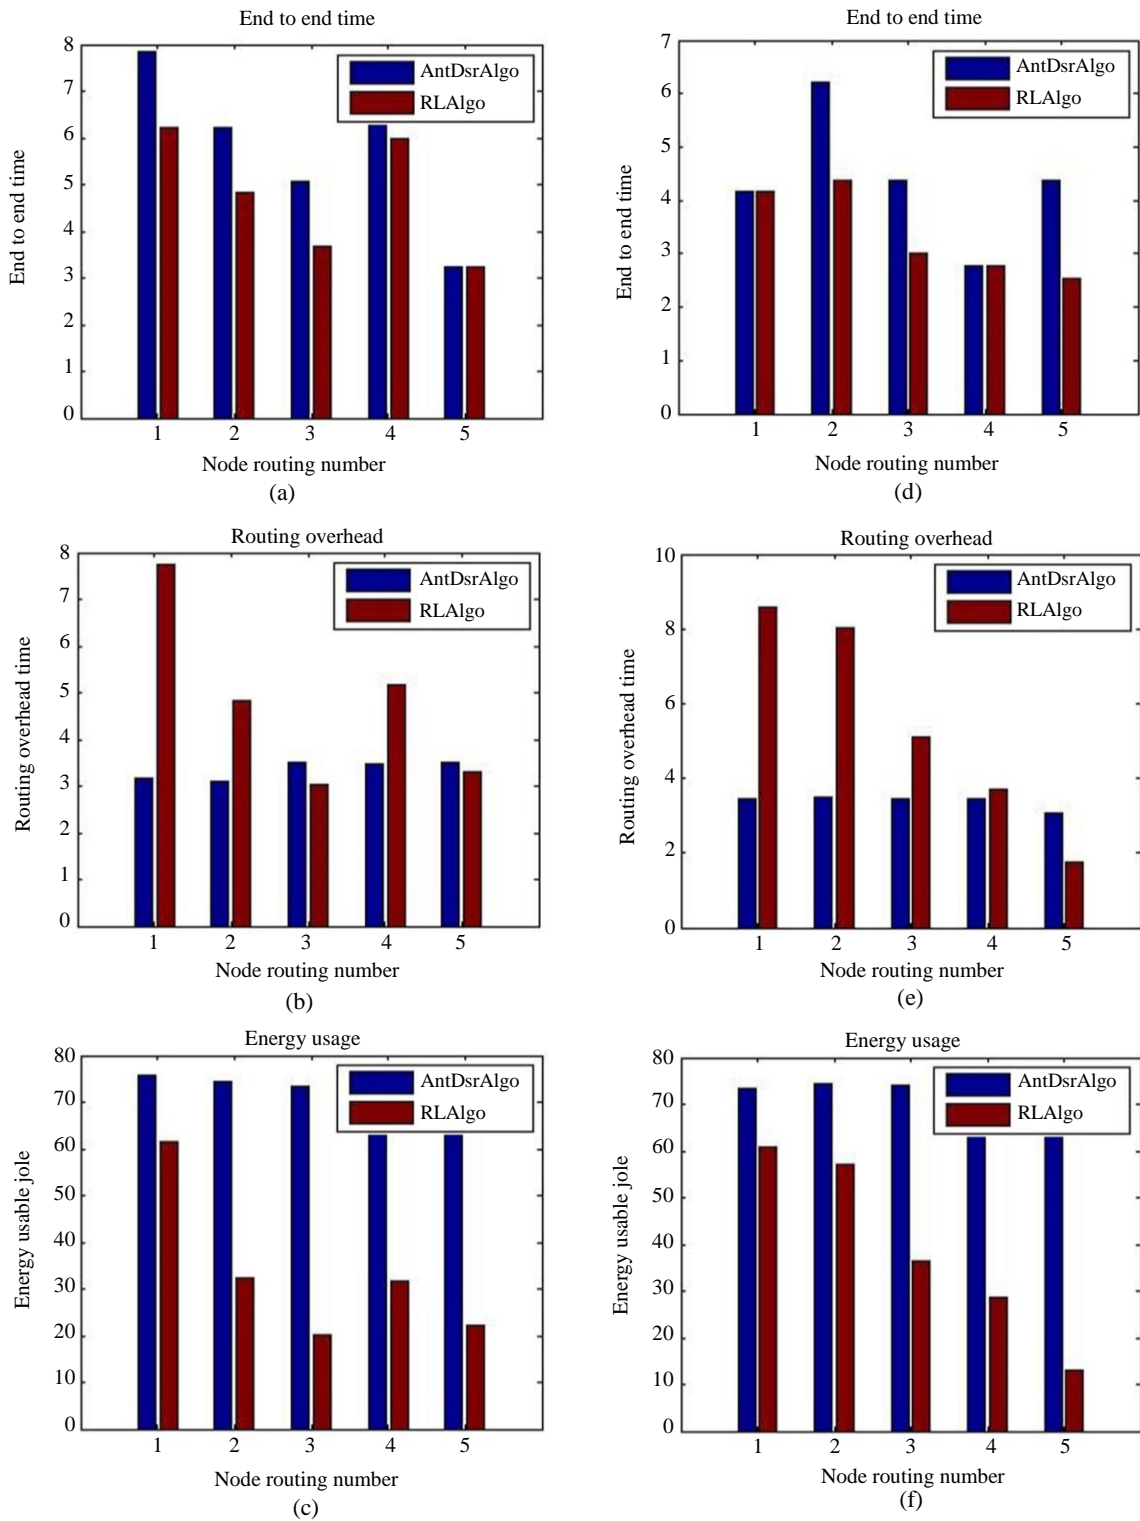 End to end time
8
7
6
5
4
3
2
1
0
End to end time
AntDsrAlgo
RLAlgo
1 2 3 4 5
Node routing number
(a)
End to end time
7
6
5
4
3
2
1
0
End to end time
AntDsrAlgo
RLAlgo
1 2 3 4 5
Node routing number
(d)
Routing overhead
8
7
6
5
4
3
2
1
0
Routing overhead time
AntDsrAlgo
RLAlgo
1 2 3 4 5
Node routing number
(b)
Routing overhead
10
8
6
4
2
0
Routing overhead time
AntDsrAlgo
RLAlgo
1 2 3 4 5
Node routing number
(e)
Energy usage
80
70
60
50
40
30
20
10
0
Energy usable jole
AntDsrAlgo
RLAlgo
1 2 3 4 5
Node routing number
(c)
Energy usage
80
70
60
50
40
30
20
10
0
Energy usable jole
AntDsrAlgo
RLAlgo
1 2 3 4 5
Node routing number
(f)